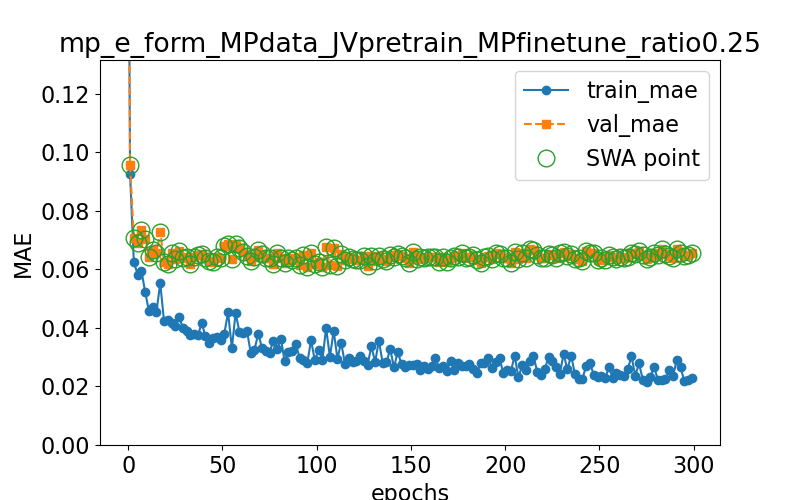 mp_e_form_MPdata_JVpretrain_MPfinetune_ratio0.25
train_mae
val_mae
SWA point
MAE
0.12
0.10
0.08
0.06
0.04
0.02
0.00
0 50 100 150 200 250 300
epochs